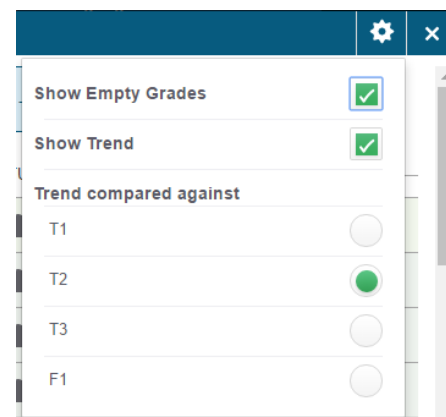 Show Empty Grades
Show Trend
Trend compared against
T1
T2
T3
F1